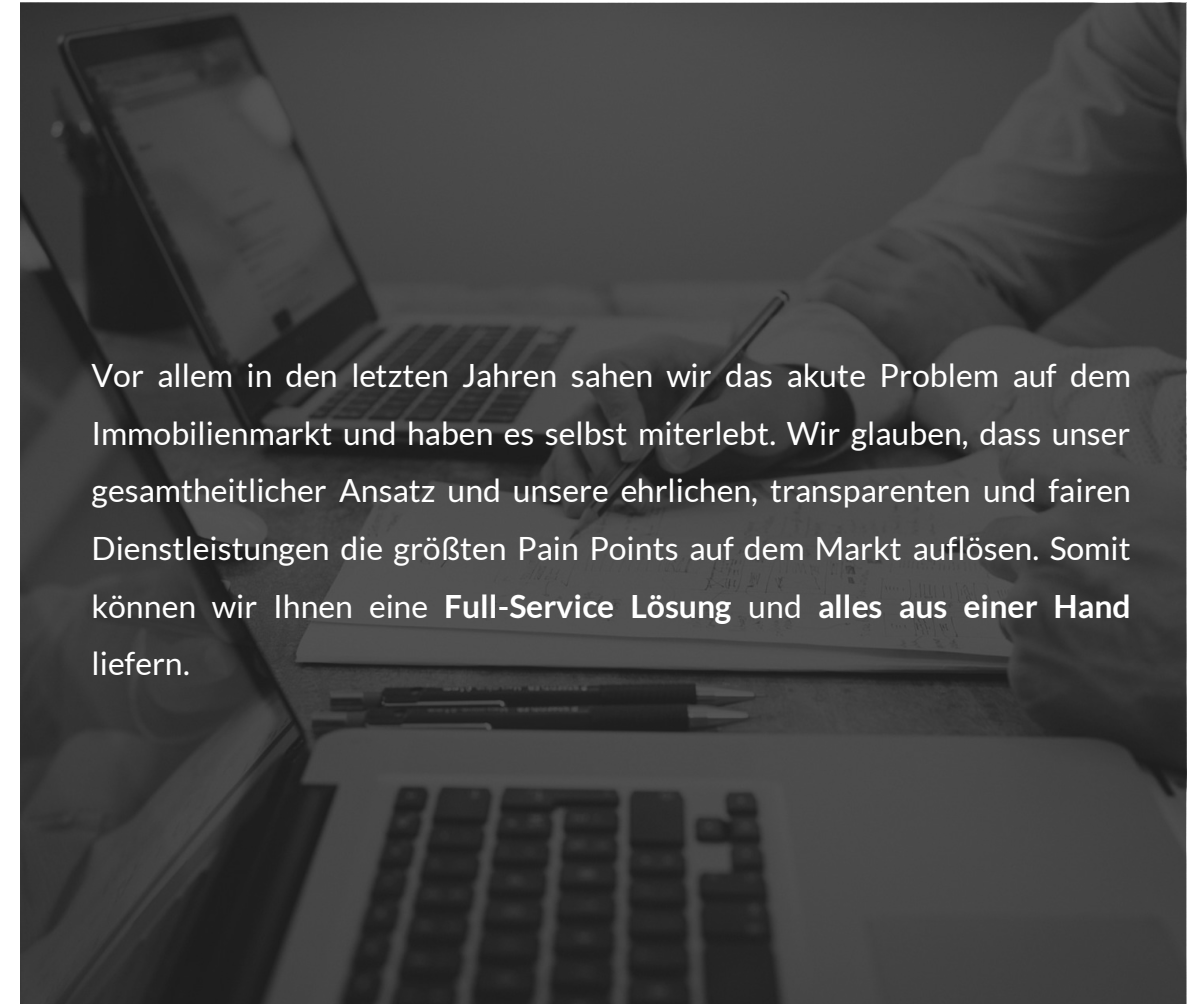 Vor allem in den letzten Jahren sahen wir das akute Problem auf dem
Immobilienmarkt und haben es selbst miterlebt. Wir glauben, dass unser
gesamtheitlicher Ansatz und unsere ehrlichen, transparenten und fairen
Dienstleistungen die größten Pain Points auf dem Markt auflösen. Somit
können wir Ihnen eine Full-Service Lösung und alles aus einer Hand
liefern.